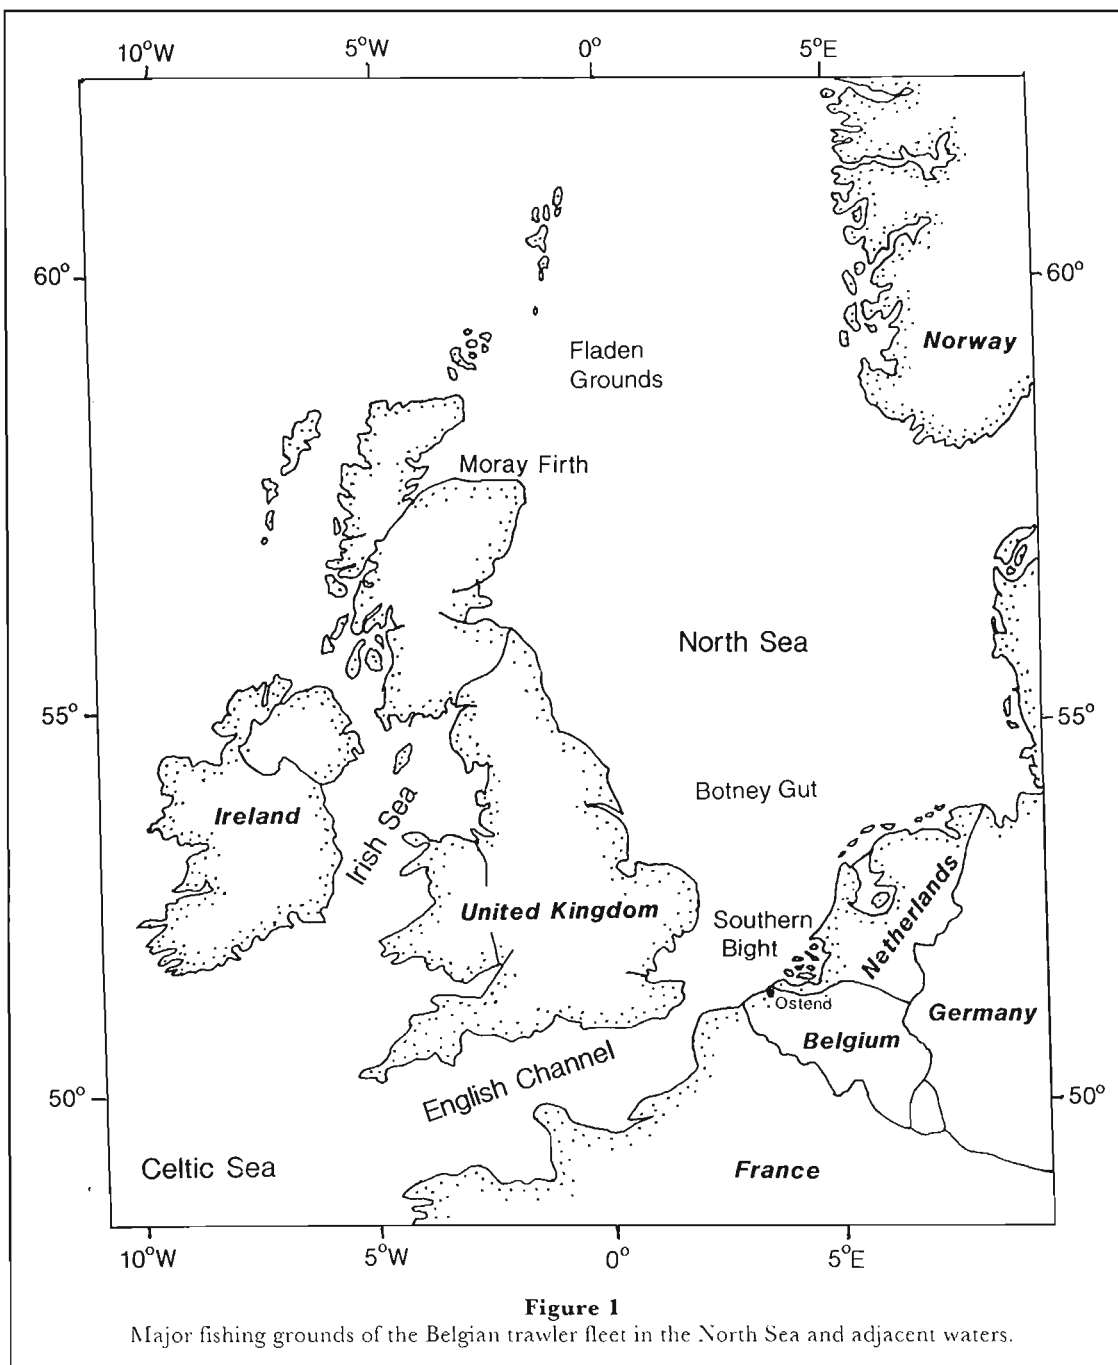 10°W 5°W 0° 5°E
60° 60°
Norway
Fladen
Grounds
Moray Firth
North Sea
55° 55°
Botney Gut
Ireland
Irish Sea
United Kingdom
Southern
Bight
Netherlands
Ostend
Germany
Belgium
English Channel
50° 50°
Celtic Sea
France
10°W 5°W 0° 5°E
Figure 1
Major fishing grounds of the Belgian trawler fleet in the North Sea and adjacent waters.